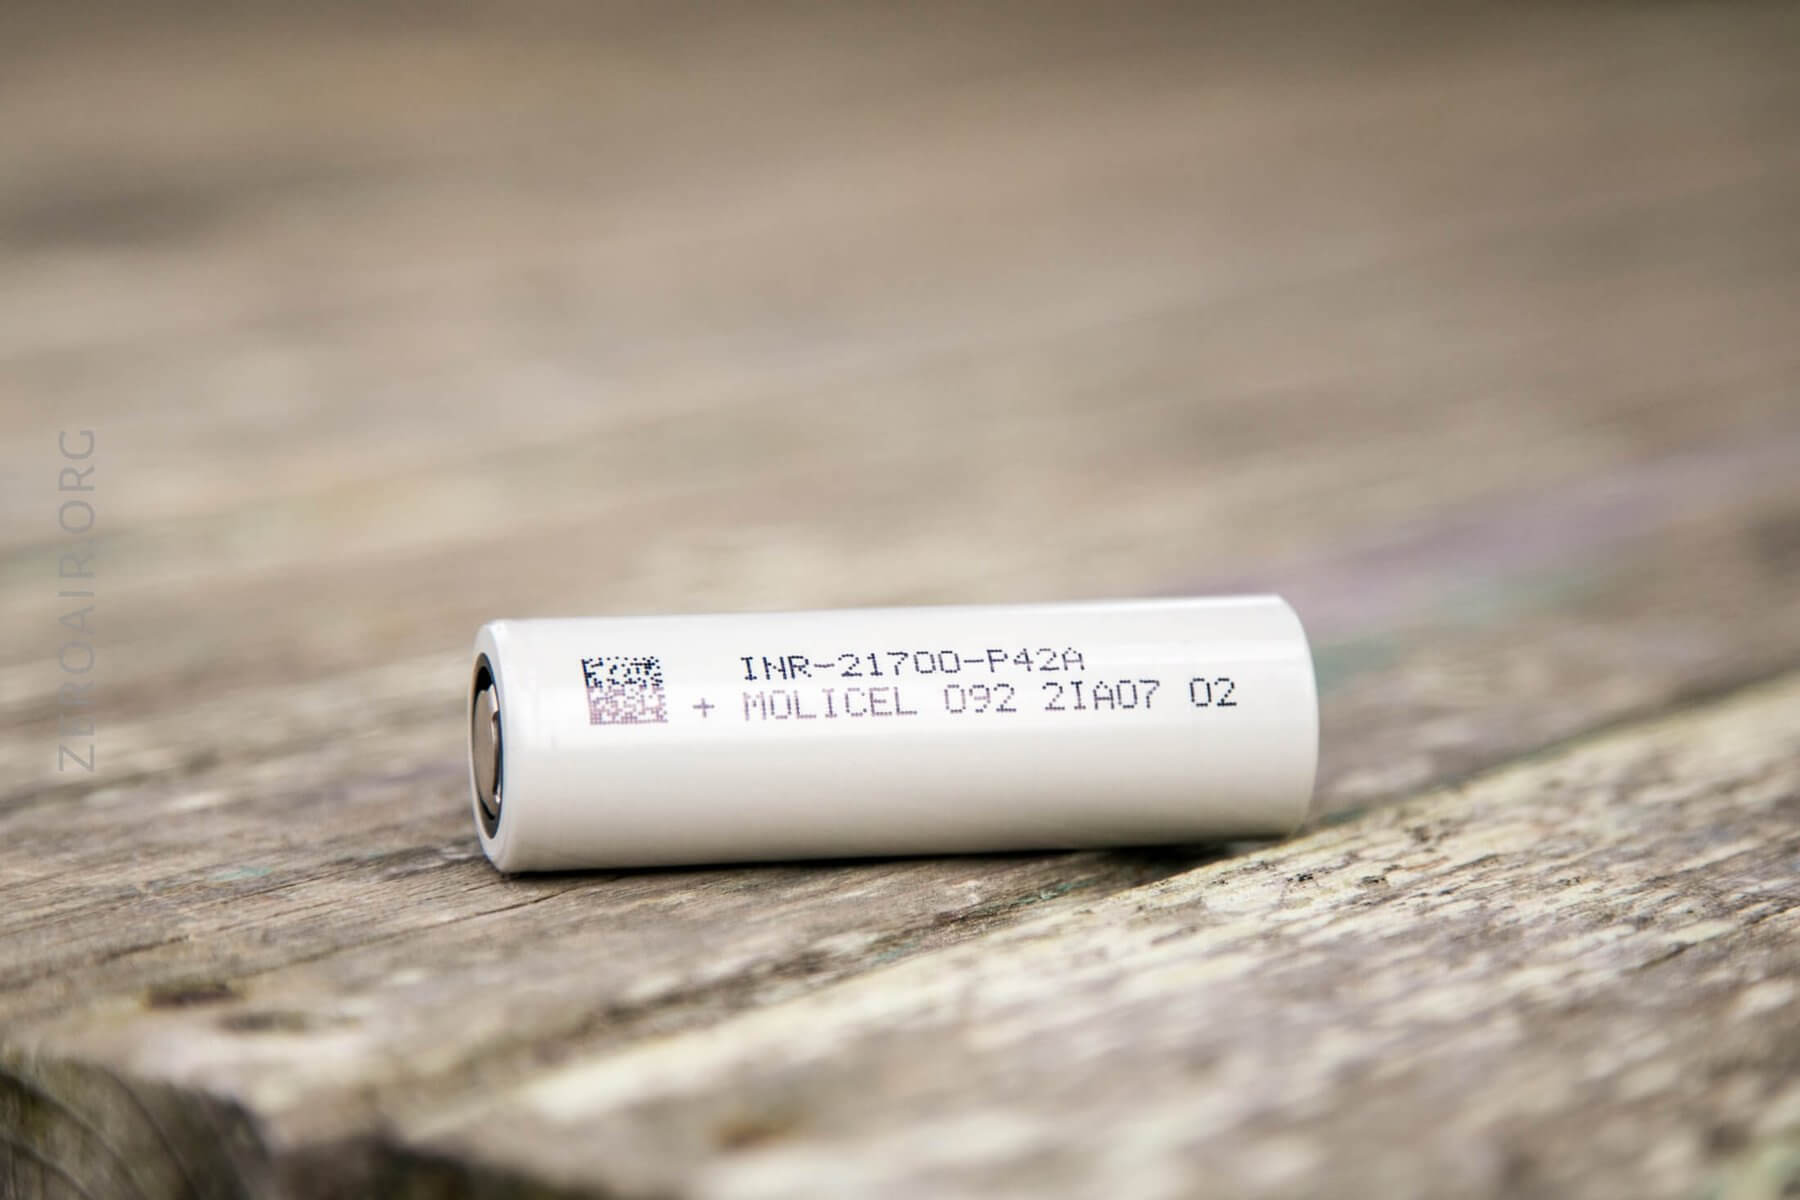 INR-21700-P42A
+ MOLICEL 092 2IA07 02
ZEROAIR.ORG